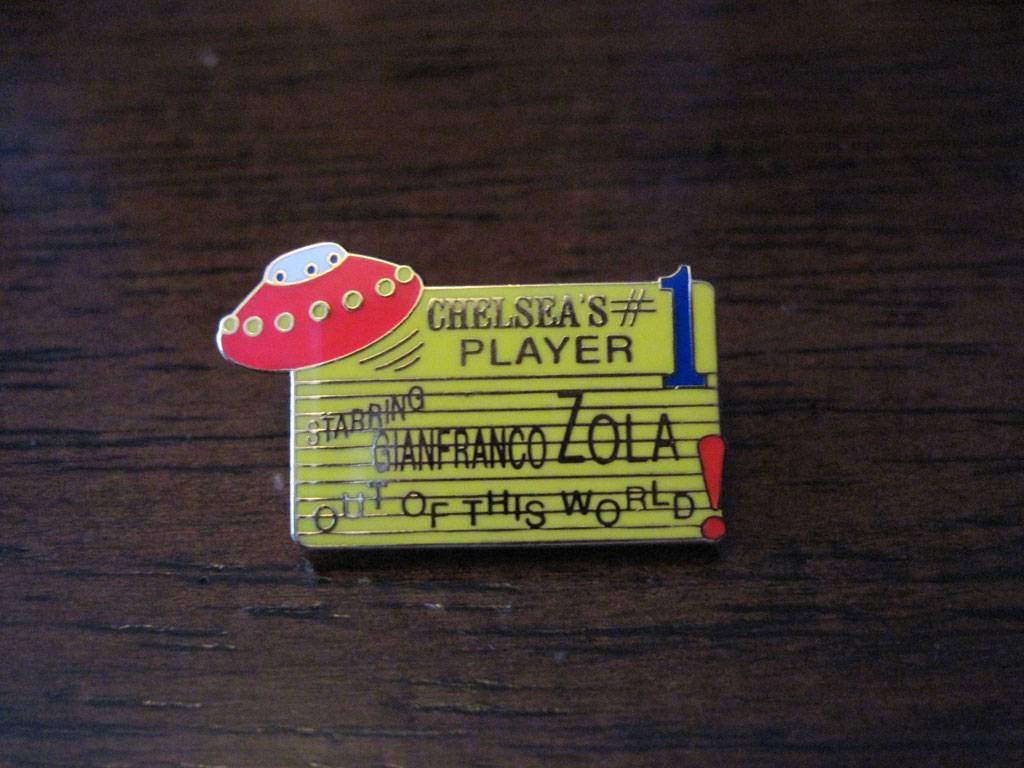 CHELSEA'S # 1
PLAYER
STARRING
GIANFRANCO ZOLA
OUT OF THIS WORLD!